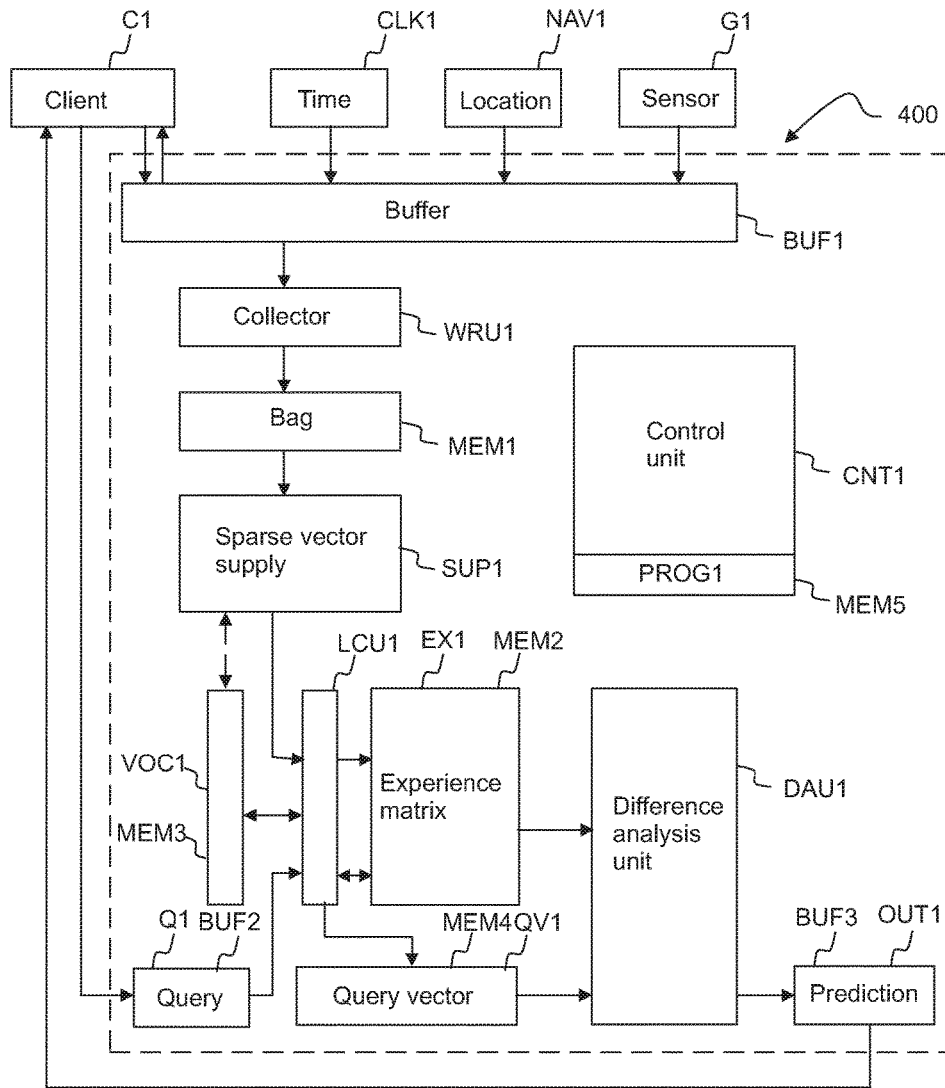 C1 CLK1 NAV1 G1
Client Time Location Sensor
400
Buffer
BUF1
Collector
WRU1
Bag
MEM1
Control
unit
CNT1
Sparse vector
supply
SUP1
PROG1
MEM5
LCU1 EX1 MEM2
VOC1
MEM3
Experience
matrix
Difference
analysis
unit
DAU1
Q1 BUF2 MEM4QV1 BUF3 OUT1
Query Query vector Prediction